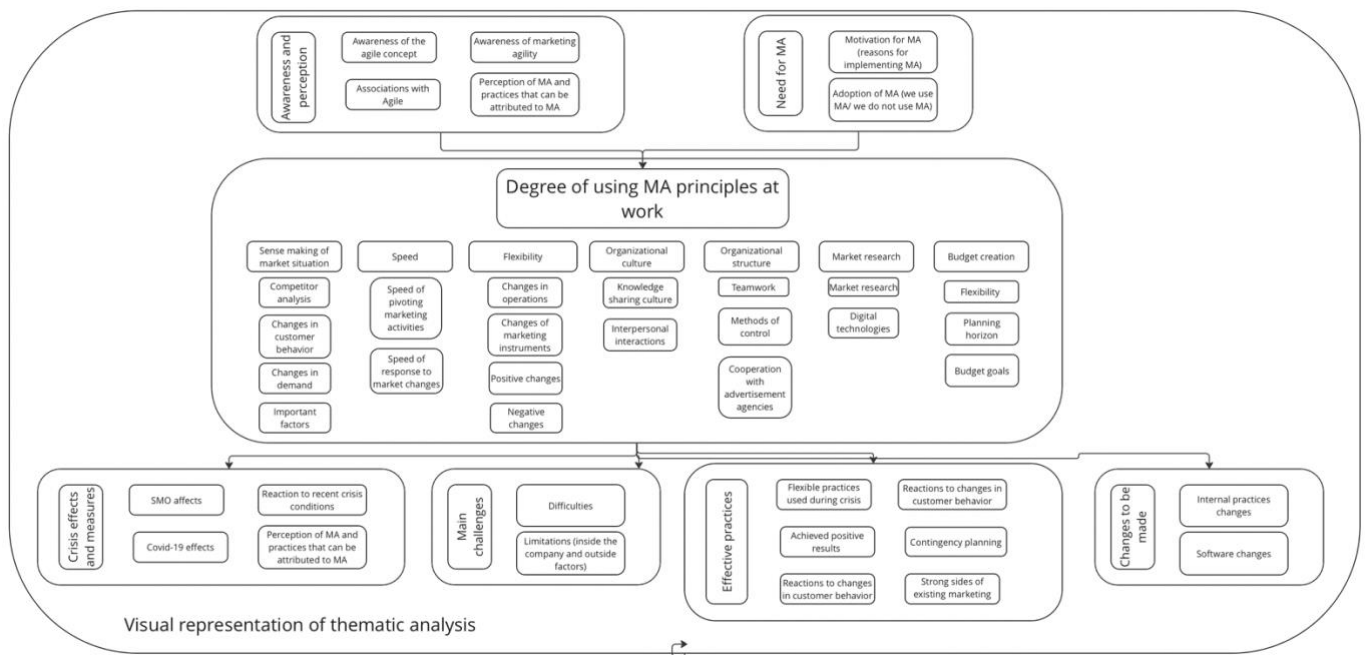 Awareness and
perception
Awareness of the
agile concept
Awareness of marketing
agility
Associations with
Agile
Perception of MA and
practices that can be
attributed to MA
Need for MA
Motivation for MA
(reasons for
implementing MA)
Adoption of MA (we use
MA/ we do not use MA)
Degree of using MA principles at
work
Sense making of
market situation
Competitor
analysis
Changes in
customer
behavior
Changes in
demand
Important
factors
Speed
Speed of
pivoting
marketing
activities
Speed of
response to
market changes
Flexibility
Changes in
operations
Changes of
marketing
instruments
Positive changes
Negative
changes
Organizational
culture
Knowledge
sharing culture
Interpersonal
interactions
Organizational
structure
Teamwork
Methods of
control
Cooperation
with
advertisement
agencies
Market research
Market research
Digital
technologies
Budget creation
Flexibility
Planning
horizon
Budget goals
Crisis effects
and measures
SMO affects
Reaction to recent crisis
conditions
Covid-19 effects
Perception of MA and
practices that can be
attributed to MA
Main
challenges
Difficulties
Limitations (inside the
company and outside
factors)
Effective practices
Flexible practices
used during crisis
Reactions to changes in
customer behavior
Achieved positive
results
Contingency planning
Reactions to changes
in customer behavior
Strong sides of
existing marketing
Changes to be
made
Internal practices
changes
Software changes
Visual representation of thematic analysis